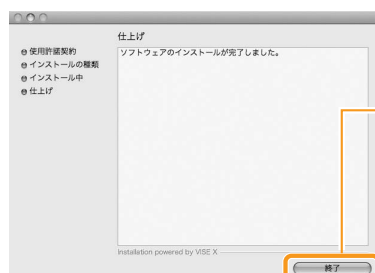 仕上げ
使用許諾契約
インストールの種類
インストール中
仕上げ
ソフトウェアのインストールが完了しました。
Installation powered by VISE X
終了